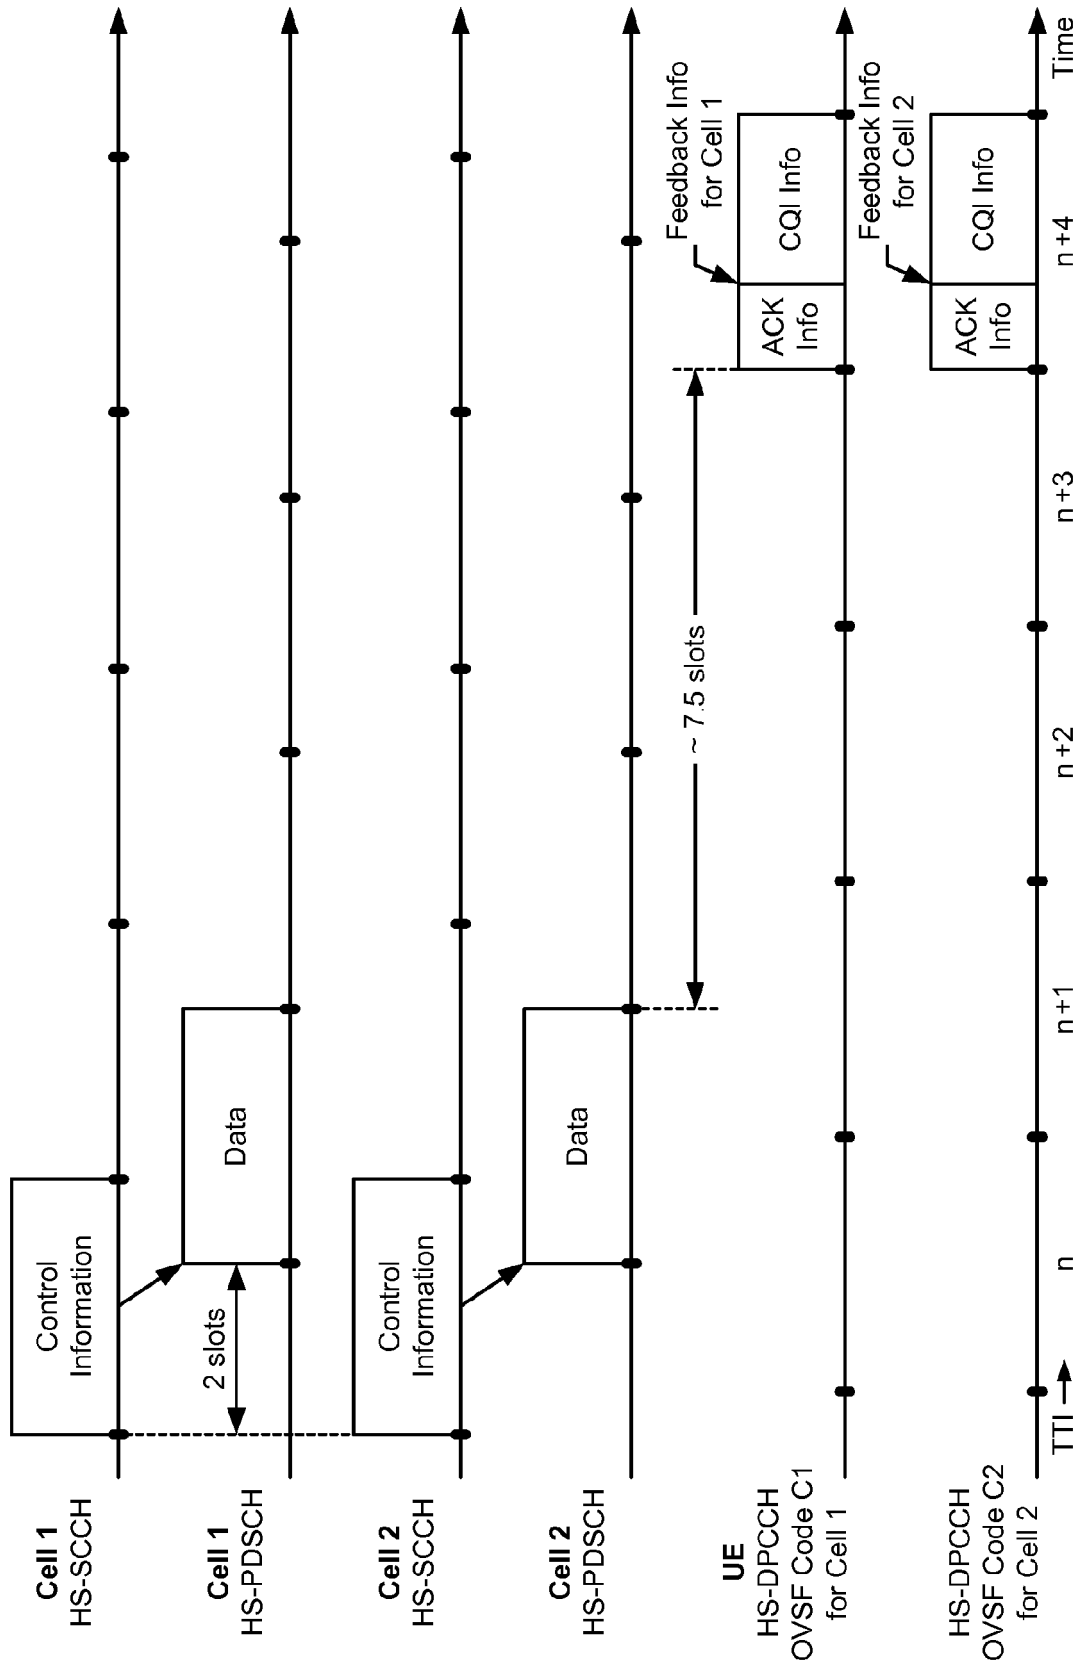 Cell 1
HS-SCCH
Control
Information
Cell 1
HS-PDSCH
2 slots
Data
Cell 2
HS-SCCH
Control
Information
Cell 2
HS-PDSCH
Data
~ 7.5 slots
UE
HS-DPCCH
OVSF Code C1
for Cell 1
ACK
Info
CQI Info
Feedback Info
for Cell 1
HS-DPCCH
OVSF Code C2
for Cell 2
ACK
Info
CQI Info
Feedback Info
for Cell 2
TTI
n
n+1
n+2
n+3
n+4
Time